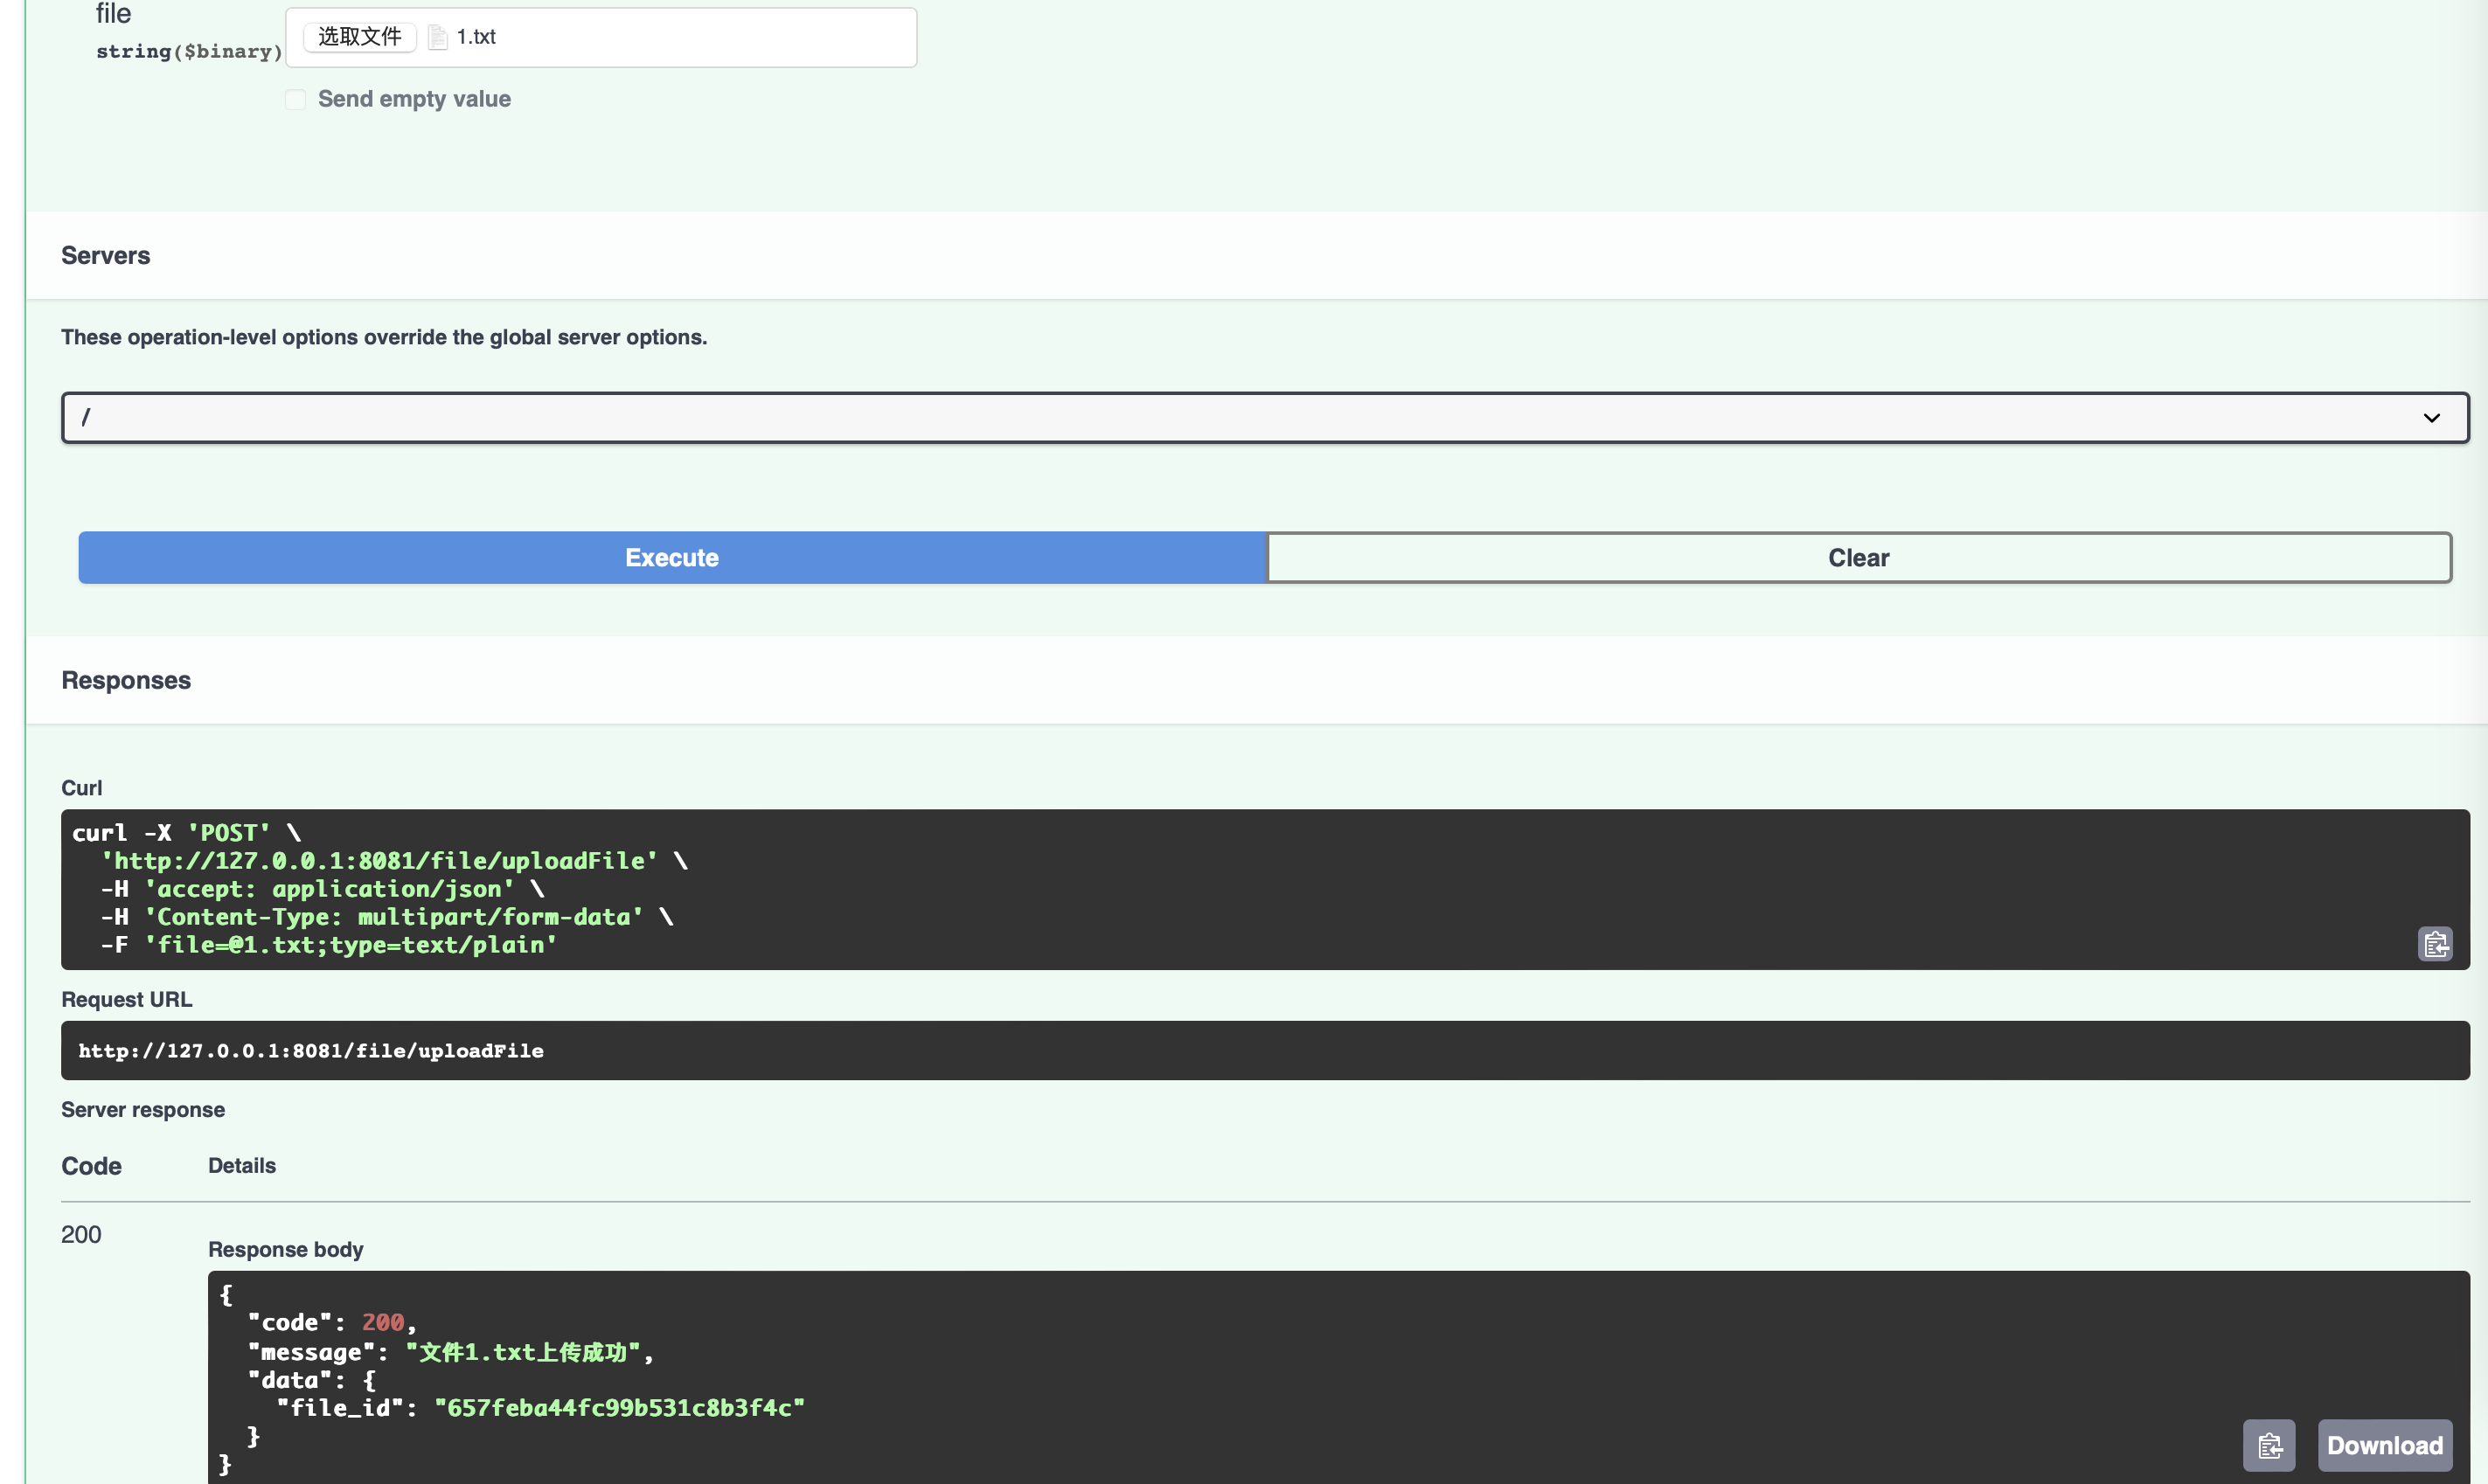 file
string($binary)
选取文件 1.txt
Send empty value
Servers
These operation-level options override the global server options.
/
Execute
Clear
Responses
Curl
curl -X 'POST' \
  'http://127.0.0.1:8081/file/uploadFile' \
  -H 'accept: application/json' \
  -H 'Content-Type: multipart/form-data' \
  -F 'file=@1.txt;type=text/plain'
Request URL
http://127.0.0.1:8081/file/uploadFile
Server response
Code Details
200
Response body
{
  "code": 200,
  "message": "文件1.txt上传成功",
  "data": {
    "file_id": "657feba44fc99b531c8b3f4c"
  }
}
Download